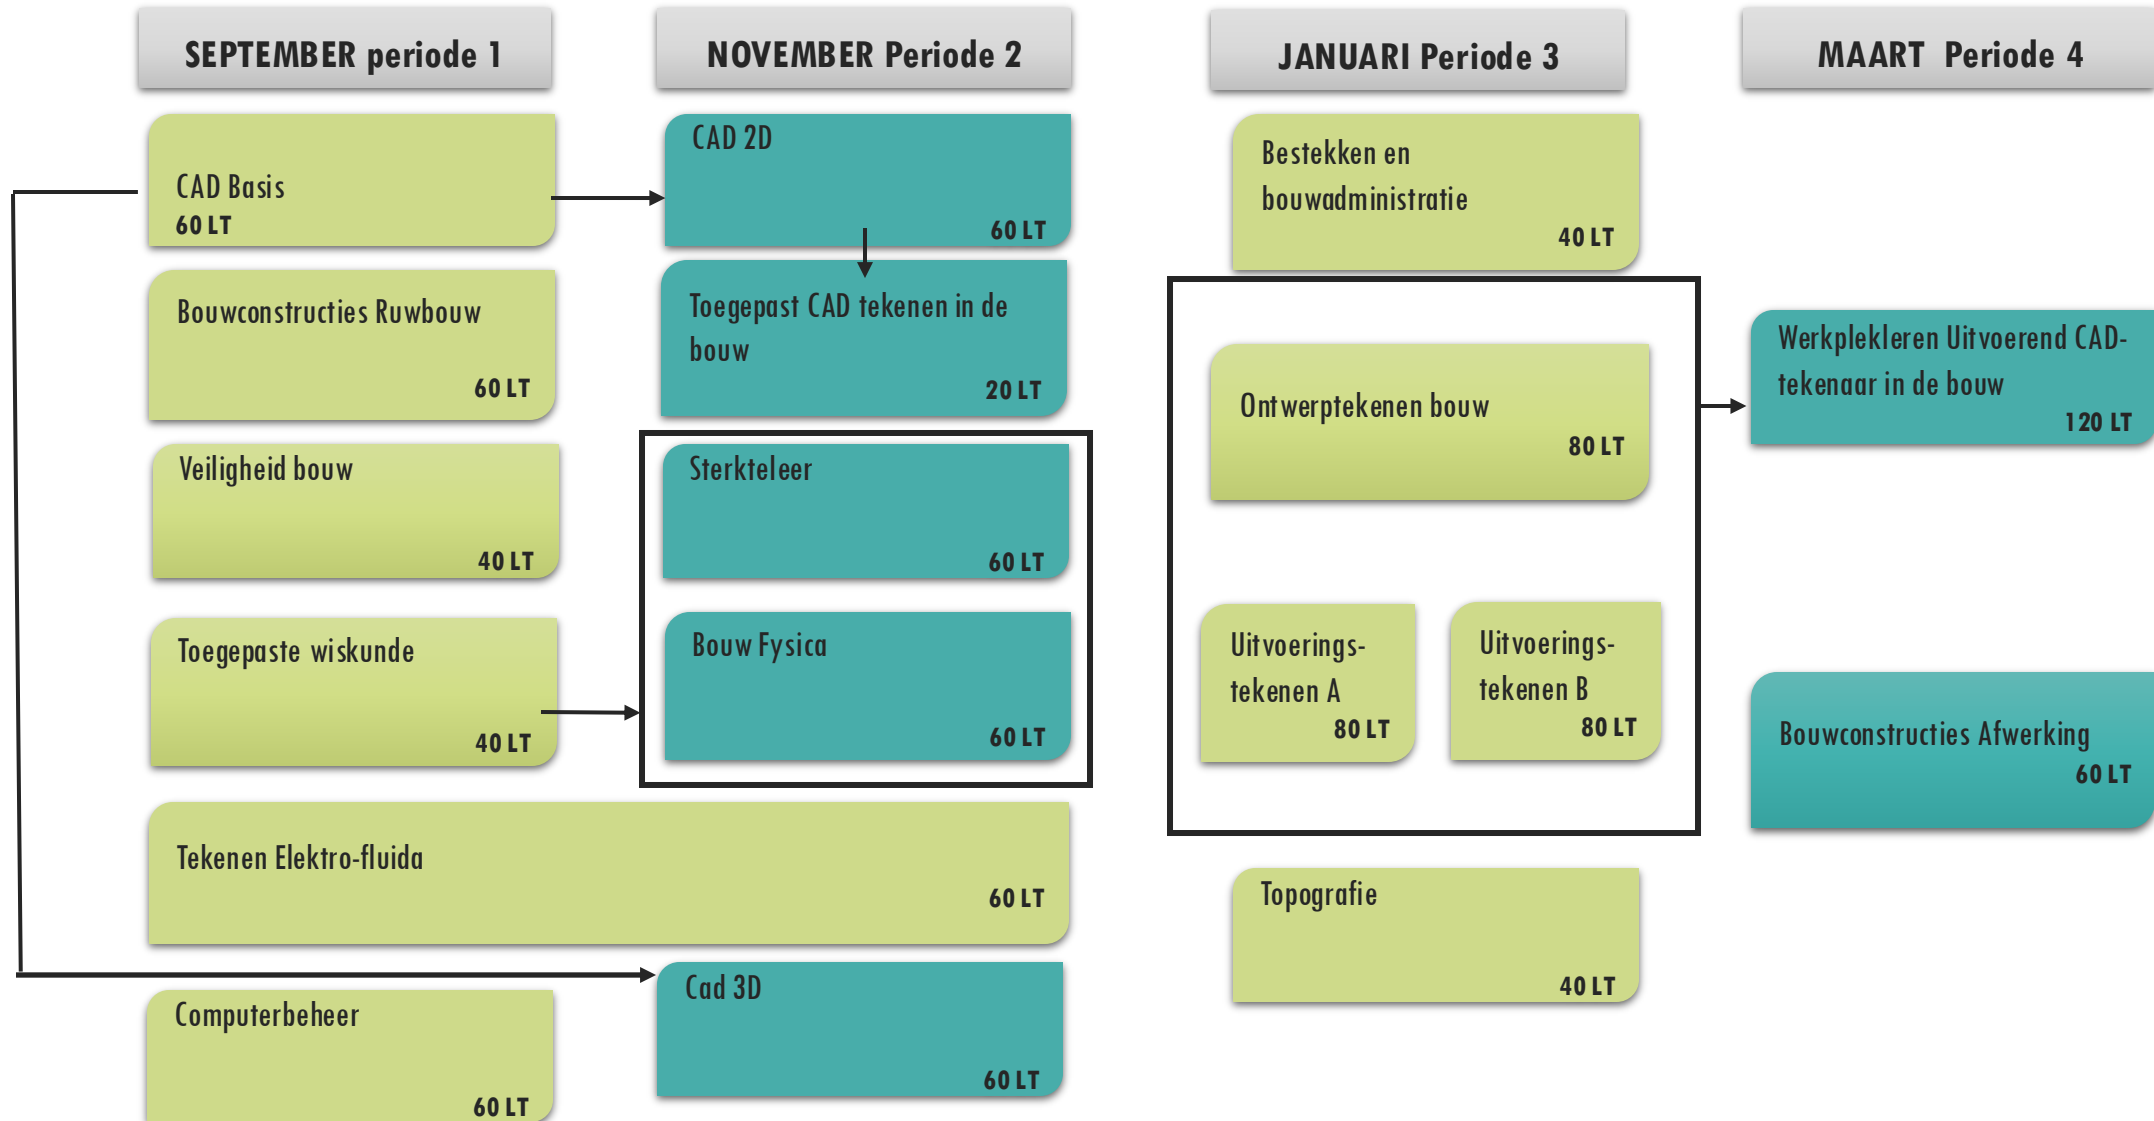 SEPTEMBER periode 1
NOVEMBER Periode 2
JANUARI Periode 3
MAART Periode 4
CAD Basis
60 LT
CAD 2D
60 LT
Bestekken en
bouwadministratie
40 LT
Bouwconstructies Ruwbouw
60 LT
Toegepast CAD tekenen in de
bouw
20 LT
Ontwerptekenen bouw
80 LT
Werkplekleren Uitvoerend CAD-
tekenaar in de bouw
120 LT
Veiligheid bouw
40 LT
Sterkteleer
60 LT
Toegepaste wiskunde
40 LT
Bouw Fysica
60 LT
Uitvoerings-
tekenen A
80 LT
Uitvoerings-
tekenen B
80 LT
Bouwconstructies Afwerking
60 LT
Tekenen Elektro-fluida
60 LT
Topografie
40 LT
Computerbeheer
60 LT
Cad 3D
60 LT